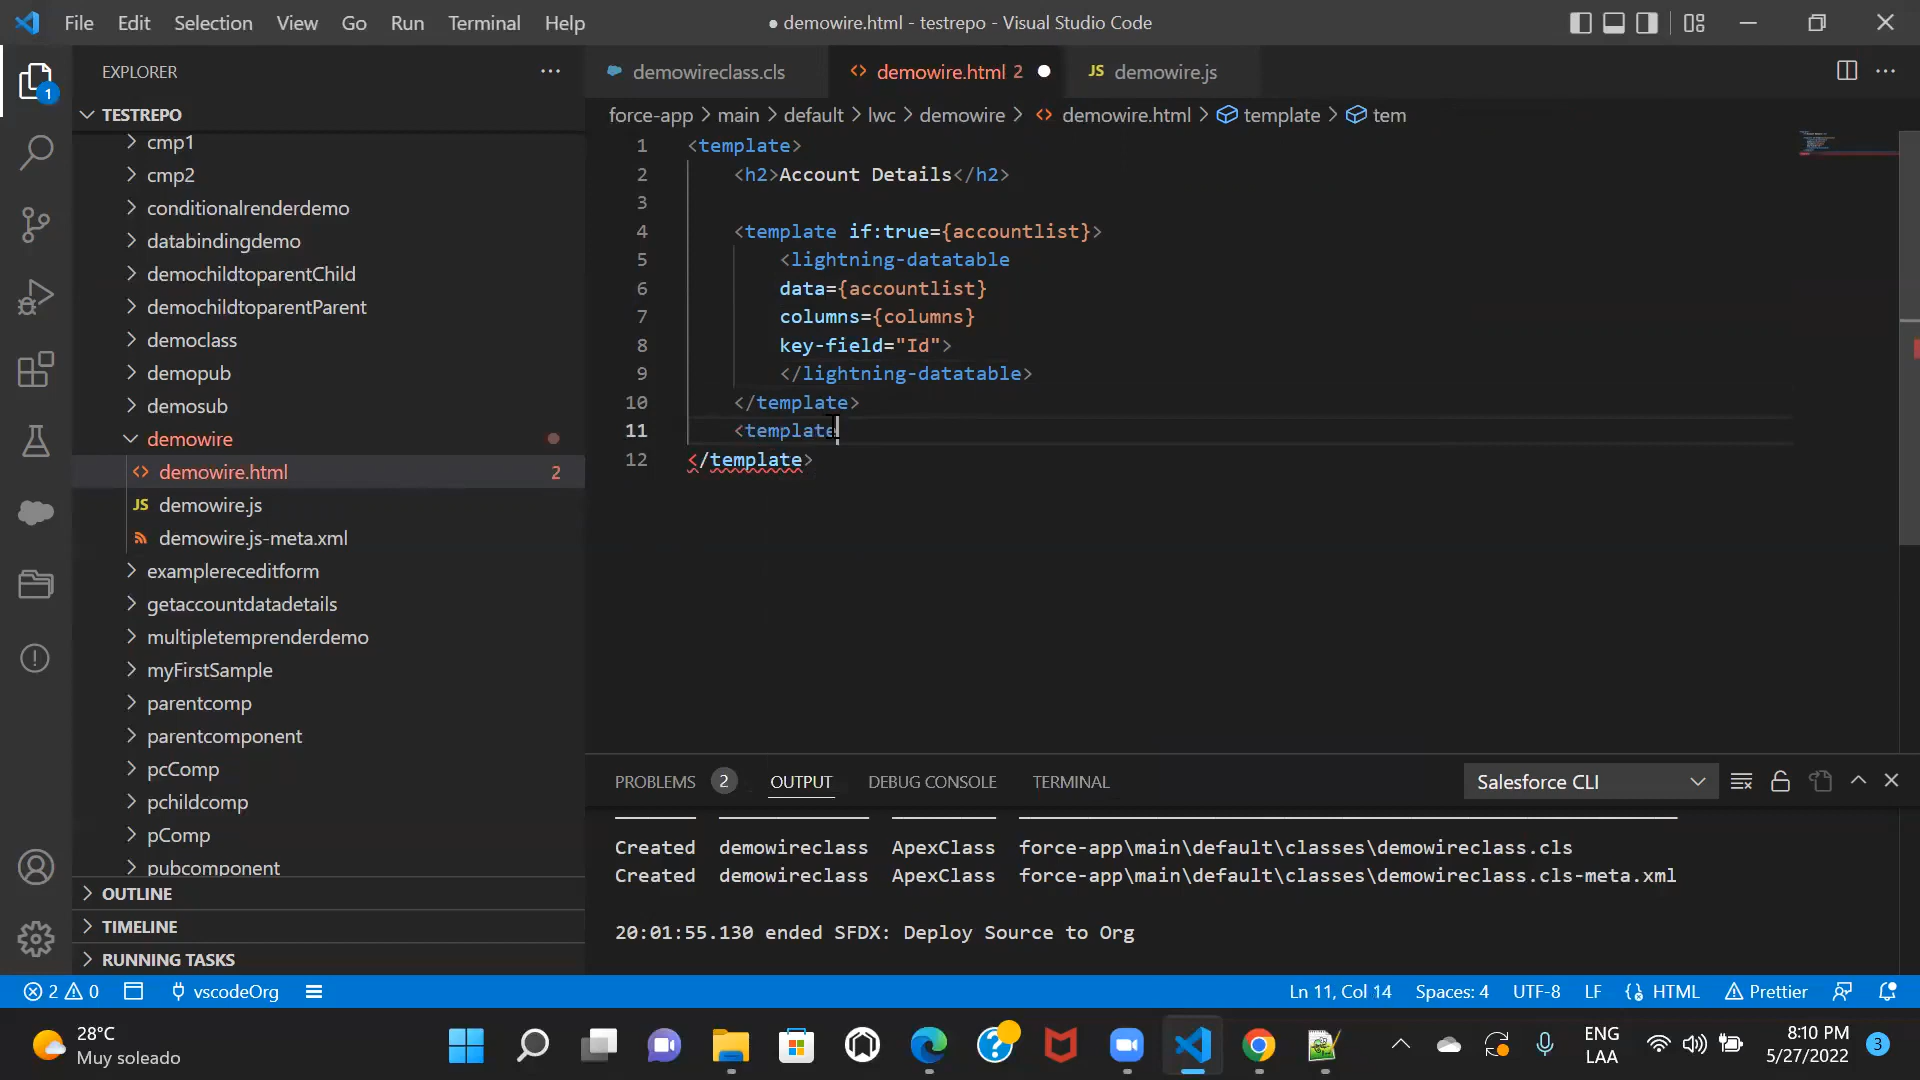 File Edit Selection View Go Run Terminal Help
● demowire.html - testrepo - Visual Studio Code
EXPLORER
demowireclass.cls
demowire.html 2
JS demowire.js
1
TESTREPO
force-app > main > default > lwc > demowire > demowire.html > template > tem
cmp1
cmp2
conditionalrenderdemo
databindingdemo
demochildtoparentChild
demochildtoparentParent
democlass
demopub
demosub
demowire
demowire.html 2
JS demowire.js
demowire.js-meta.xml
examplereceditform
getaccountdatadetails
multipletemprenderdemo
myFirstSample
parentcomp
parentcomponent
pcComp
pchildcomp
pComp
pubcomponent
OUTLINE
TIMELINE
RUNNING TASKS
1 <template>
2 <h2>Account Details</h2>
3
4 <template if:true={accountlist}>
5 <lightning-datatable
6 data={accountlist}
7 columns={columns}
8 key-field="Id">
9 </lightning-datatable>
10 </template>
11 <template
12 </template>
PROBLEMS 2 OUTPUT DEBUG CONSOLE TERMINAL
Salesforce CLI
Created demowireclass ApexClass force-app\main\default\classes\demowireclass.cls
Created demowireclass ApexClass force-app\main\default\classes\demowireclass.cls-meta.xml
20:01:55.130 ended SFDX: Deploy Source to Org
2 0 vscodeOrg
Ln 11, Col 14 Spaces: 4 UTF-8 LF {} HTML Prettier
28°C
Muy soleado
ENG
LAA
8:10 PM
5/27/2022
3